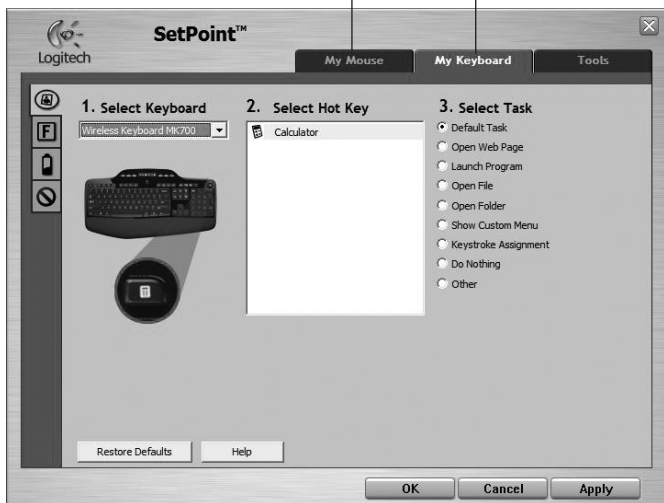 SetPoint™
Logitech
My Mouse
My Keyboard
Tools
1. Select Keyboard
Wireless Keyboard MK700
2. Select Hot Key
Calculator
3. Select Task
Default Task
Open Web Page
Launch Program
Open File
Open Folder
Show Custom Menu
Keystroke Assignment
Do Nothing
Other
F
Restore Defaults
Help
OK
Cancel
Apply